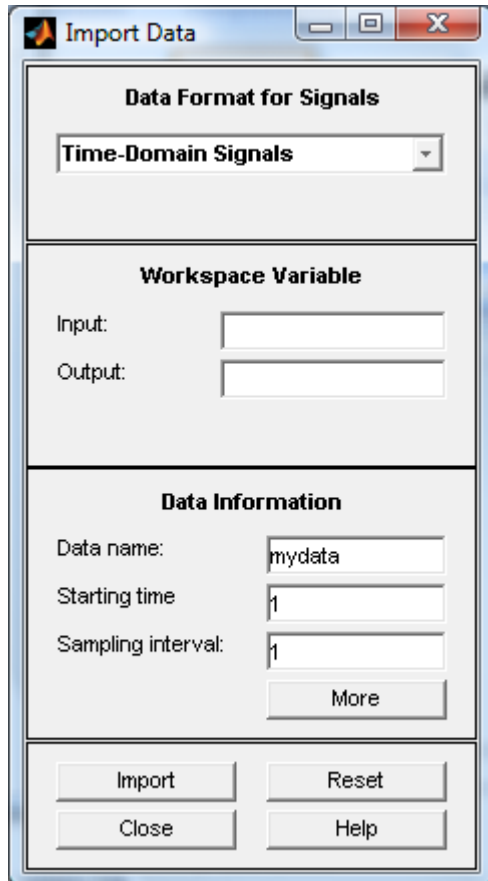 Import Data
Data Format for Signals
Time-Domain Signals
Workspace Variable
Input:
Output:
Data Information
Data name: mydata
Starting time 1
Sampling interval: 1
More
Import Reset
Close Help